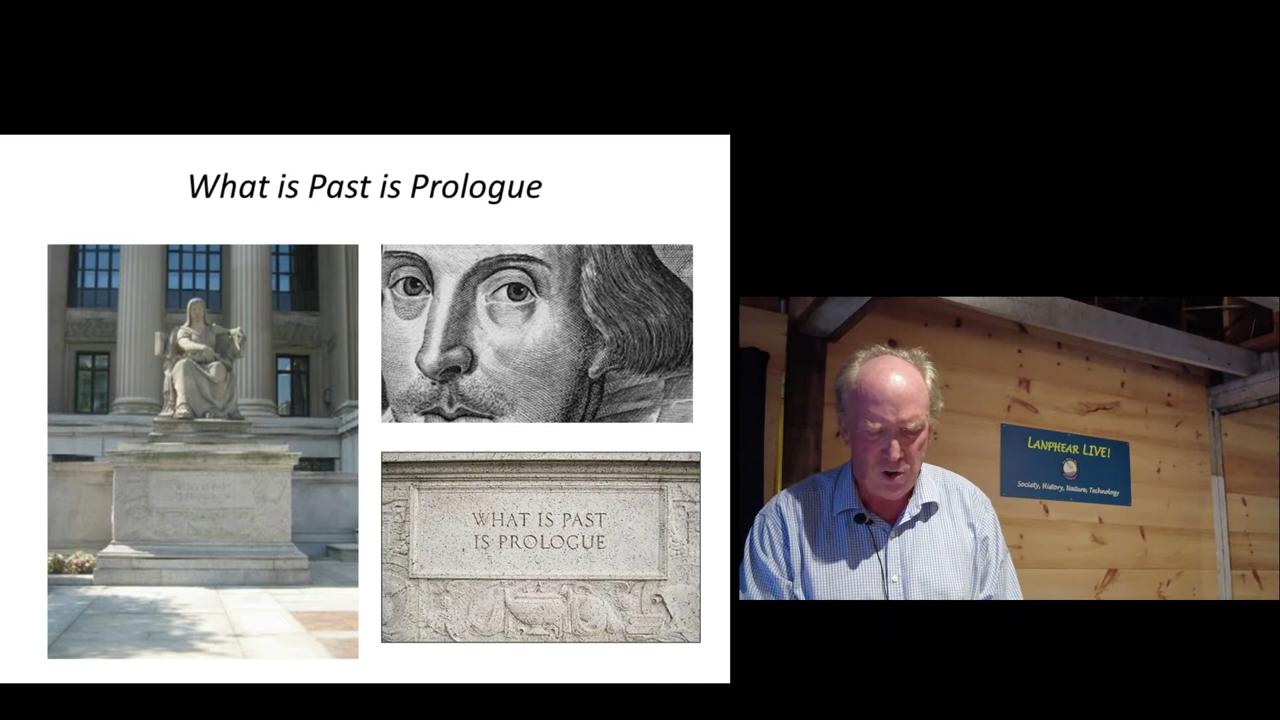 What is Past is Prologue
WHAT IS PAST
IS PROLOGUE
LANPHEAR LIVE!
Society, History, Nature, Technology